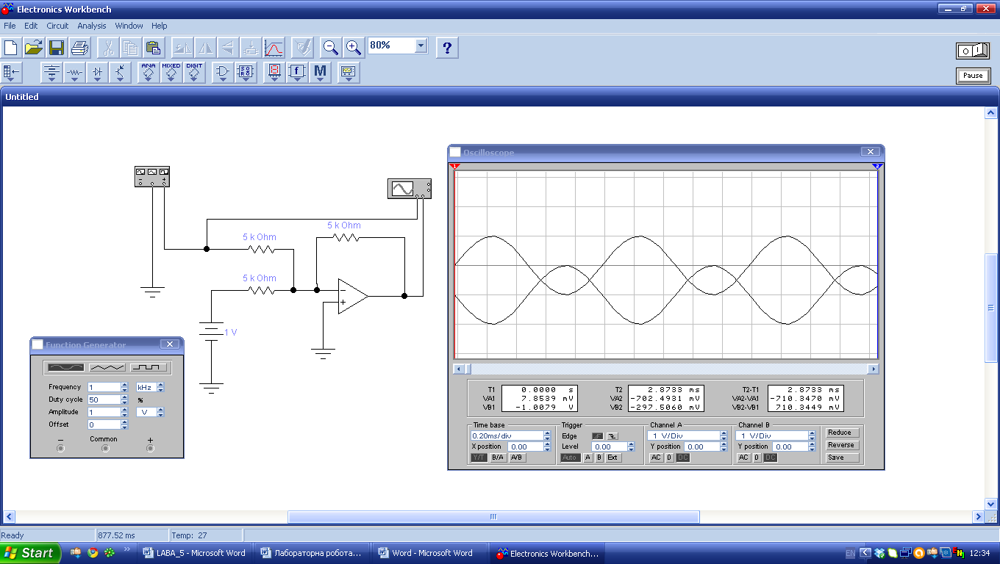 Electronics Workbench
File Edit Circuit Analysis Window Help
80%
?
ANA MIXED DIGIT
f M
Pause
Untitled
Oscilloscope
1 2
5 k Ohm
5 k Ohm
5 k Ohm
1 V
Function Generator
Frequency 1 kHz
Duty cycle 50 %
Amplitude 1 V
Offset 0
− Common +
T1 0.0000 s
VA1 7.8539 mV
VB1 -1.0079 V
T2 2.8733 ms
VA2 -702.4931 mV
VB2 -297.5060 mV
T2-T1 2.8733 ms
VA2-VA1 -710.3470 mV
VB2-VB1 710.3449 mV
Time base
0.20ms/div
X position 0.00
Y/T B/A A/B
Trigger
Edge
Level 0.00
Auto A B Ext
Channel A
1 V/Div
Y position 0.00
AC 0 DC
Channel B
1 V/Div
Y position 0.00
AC 0 DC
Reduce
Reverse
Save
Ready 877.52 ms Temp: 27
Start LABA_5 - Microsoft Word Лабораторна робота... Word - Microsoft Word Electronics Workbench... EN 12:34